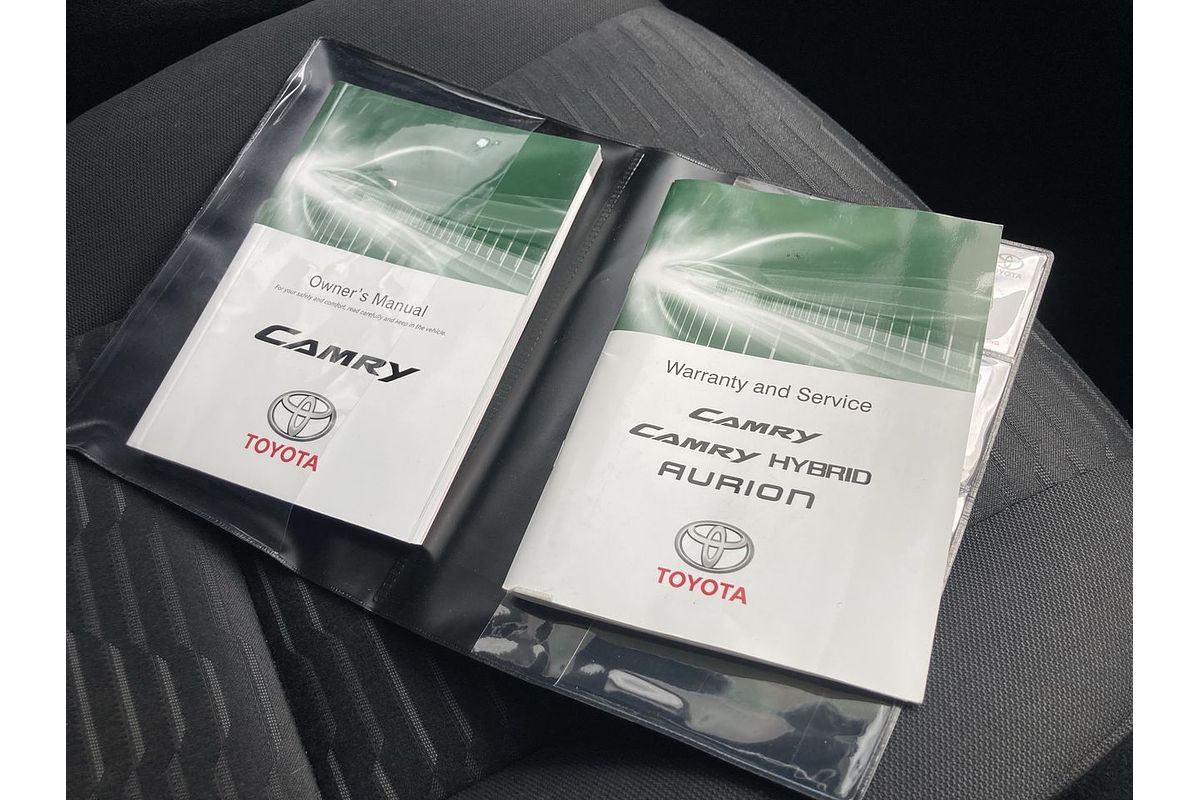 Owner's Manual
For your safety and comfort, read carefully and keep in the vehicle.
CAMRY
TOYOTA
Warranty and Service
CAMRY
CAMRY HYBRID
AURION
TOYOTA
TOYOTA